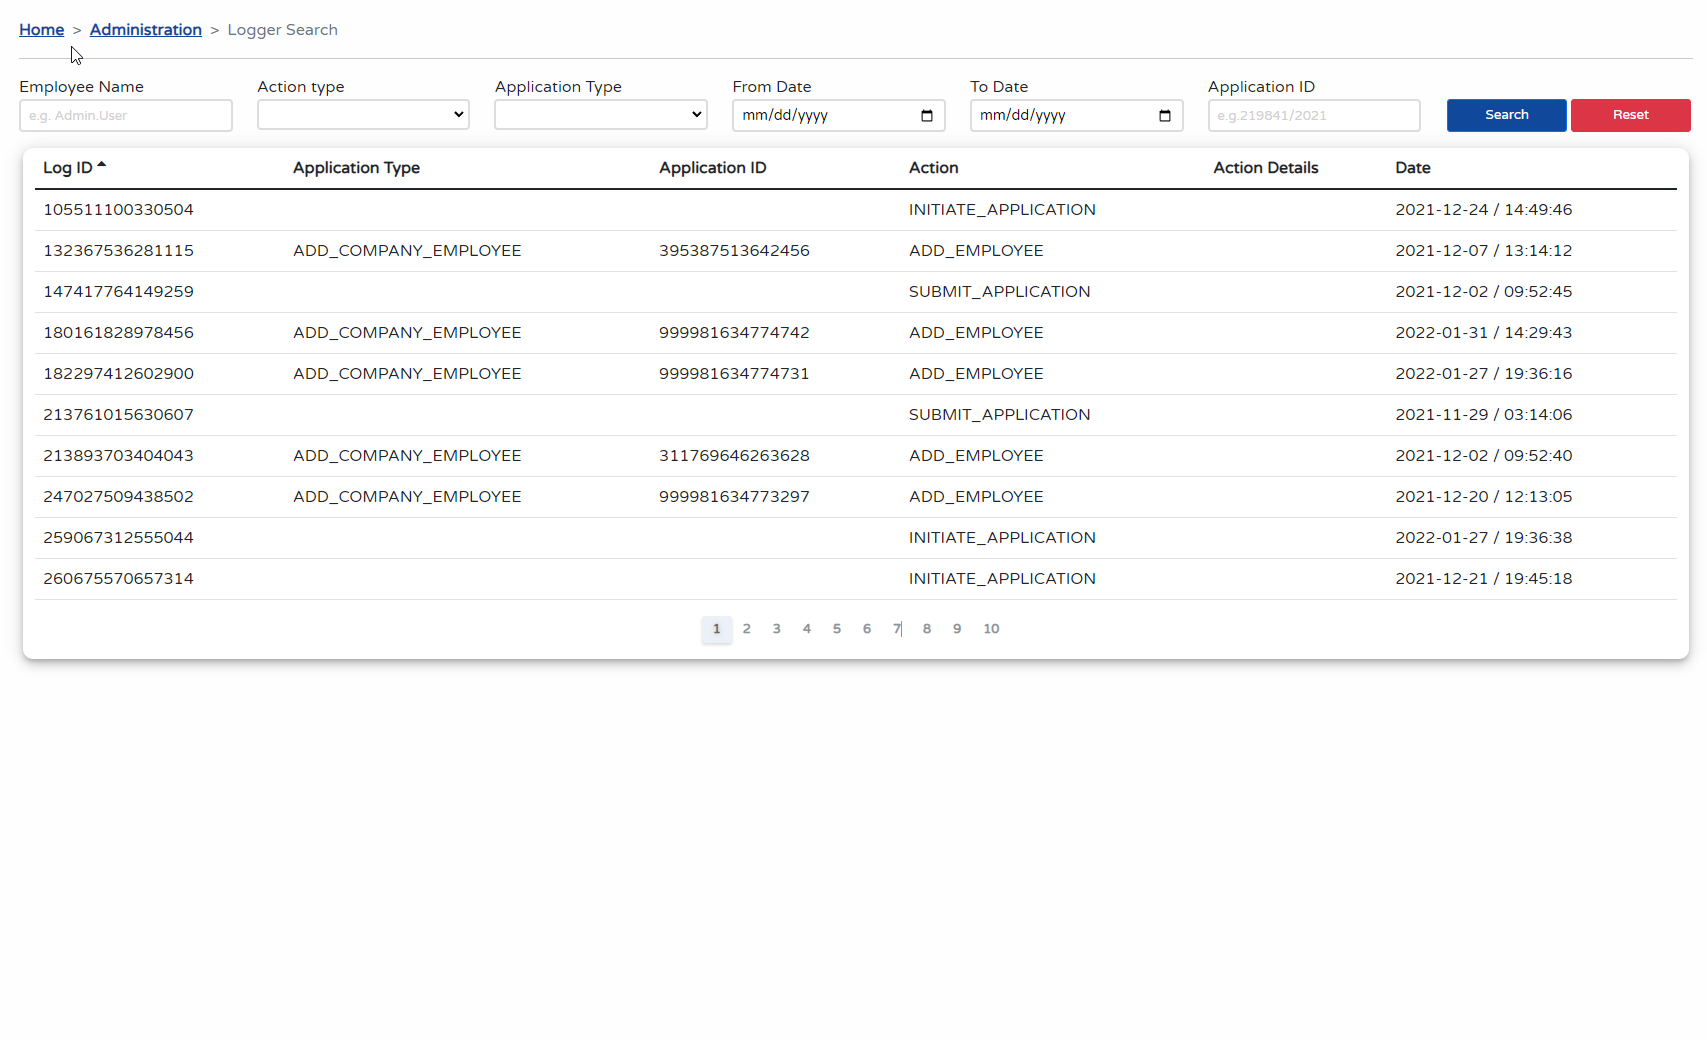 Home > Administration > Logger Search
Employee Name Action type Application Type From Date To Date Application ID
e.g. Admin.User mm/dd/yyyy mm/dd/yyyy e.g.219841/2021 Search Reset
Log ID Application Type Application ID Action Action Details Date
105511100330504 INITIATE_APPLICATION 2021-12-24 / 14:49:46
132367536281115 ADD_COMPANY_EMPLOYEE 395387513642456 ADD_EMPLOYEE 2021-12-07 / 13:14:12
147417764149259 SUBMIT_APPLICATION 2021-12-02 / 09:52:45
180161828978456 ADD_COMPANY_EMPLOYEE 999981634774742 ADD_EMPLOYEE 2022-01-31 / 14:29:43
182297412602900 ADD_COMPANY_EMPLOYEE 999981634774731 ADD_EMPLOYEE 2022-01-27 / 19:36:16
213761015630607 SUBMIT_APPLICATION 2021-11-29 / 03:14:06
213893703404043 ADD_COMPANY_EMPLOYEE 311769646263628 ADD_EMPLOYEE 2021-12-02 / 09:52:40
247027509438502 ADD_COMPANY_EMPLOYEE 999981634773297 ADD_EMPLOYEE 2021-12-20 / 12:13:05
259067312555044 INITIATE_APPLICATION 2022-01-27 / 19:36:38
260675570657314 INITIATE_APPLICATION 2021-12-21 / 19:45:18
1 2 3 4 5 6 7 8 9 10